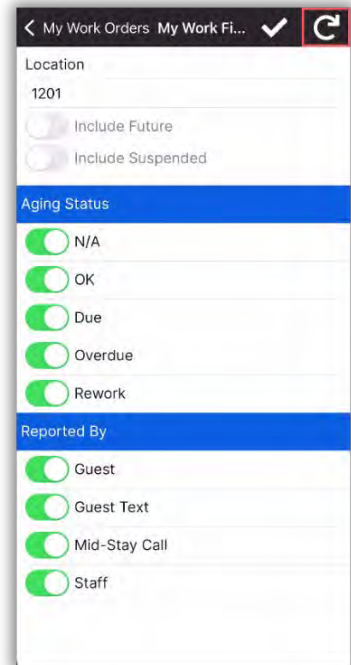 My Work Orders My Work Fi...
Location
1201
Include Future
Include Suspended
Aging Status
N/A
OK
Due
Overdue
Rework
Reported By
Guest
Guest Text
Mid-Stay Call
Staff